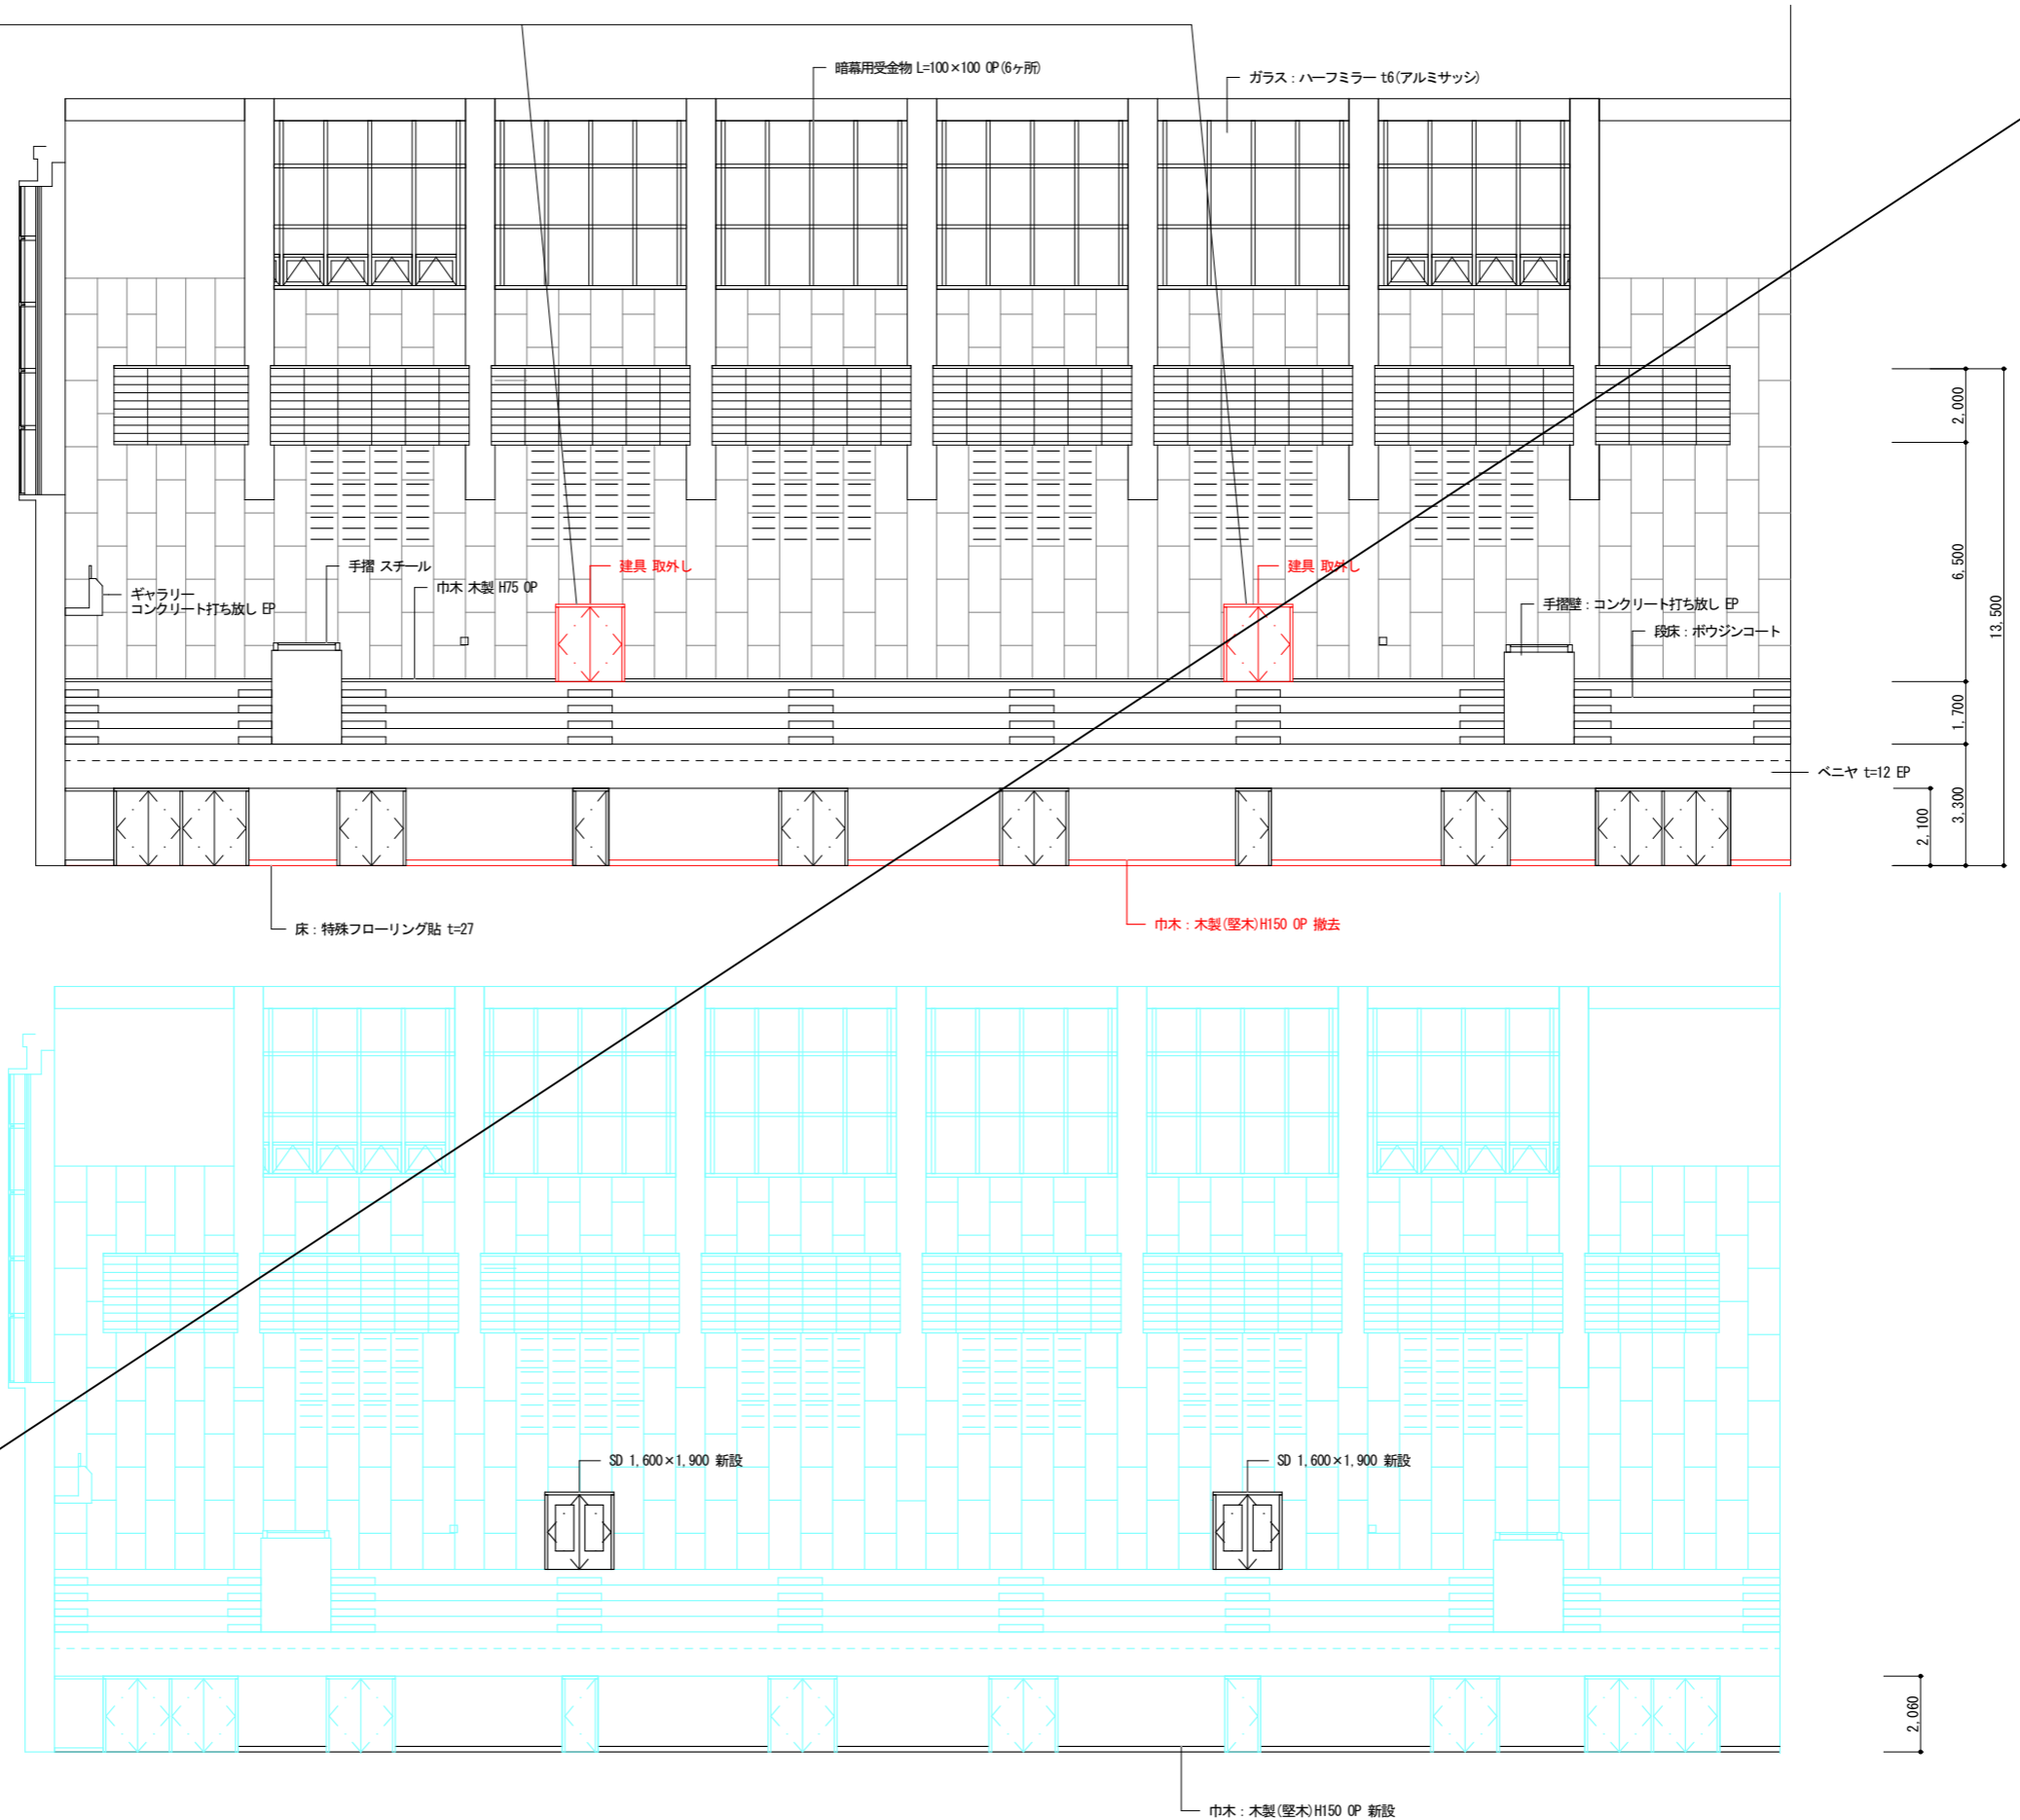 暗幕用受金物 L=100×100 OP(6ヶ所)
ガラス：ハーフミラー t6(アルミサッシ)
手摺 スチール
建具 取外し
建具 取外し
巾木 木製 H75 OP
ギャラリー
コンクリート打ち放し EP
手摺壁：コンクリート打ち放し EP
段床：ボウジンコート
ベニヤ t=12 EP
2,000
6,500
13,500
1,700
3,300
2,100
床：特殊フローリング貼 t=27
巾木：木製(堅木)H150 OP 撤去
SD 1,600×1,900 新設
SD 1,600×1,900 新設
2,060
巾木：木製(堅木)H150 OP 新設